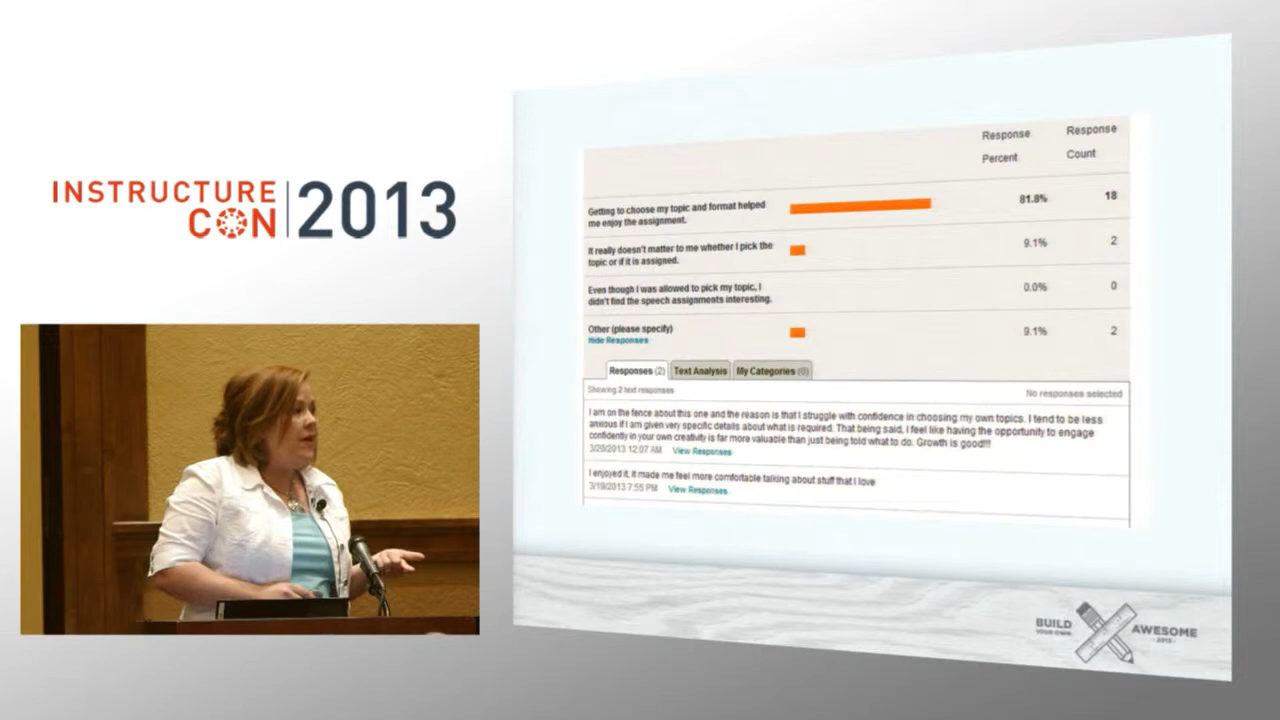 INSTRUCTURE
CON
2013
Response
Percent
Response
Count
Getting to choose my topic and format helped
me enjoy the assignment.
81.8%
18
It really doesn't matter to me whether I pick the
topic or if it is assigned.
9.1%
2
Even though I was allowed to pick my topic, I
didn't find the speech assignments interesting.
0.0%
0
Other (please specify)
9.1%
2
Hide Responses
Responses (2)
Text Analysis
My Categories (0)
Showing 2 text responses
No responses selected
I am on the fence about this one and the reason is that I struggle with confidence in choosing my own topics. I tend to be less
anxious if I am given very specific details about what is required. That being said, I feel like having the opportunity to engage
confidently in your own creativity is far more valuable than just being told what to do. Growth is good!!!
3/20/2013 12:07 AM View Responses
I enjoyed it, it made me feel more comfortable talking about stuff that I love
3/19/2013 7:55 PM View Responses
BUILD
YOUR OWN
AWESOME
2013